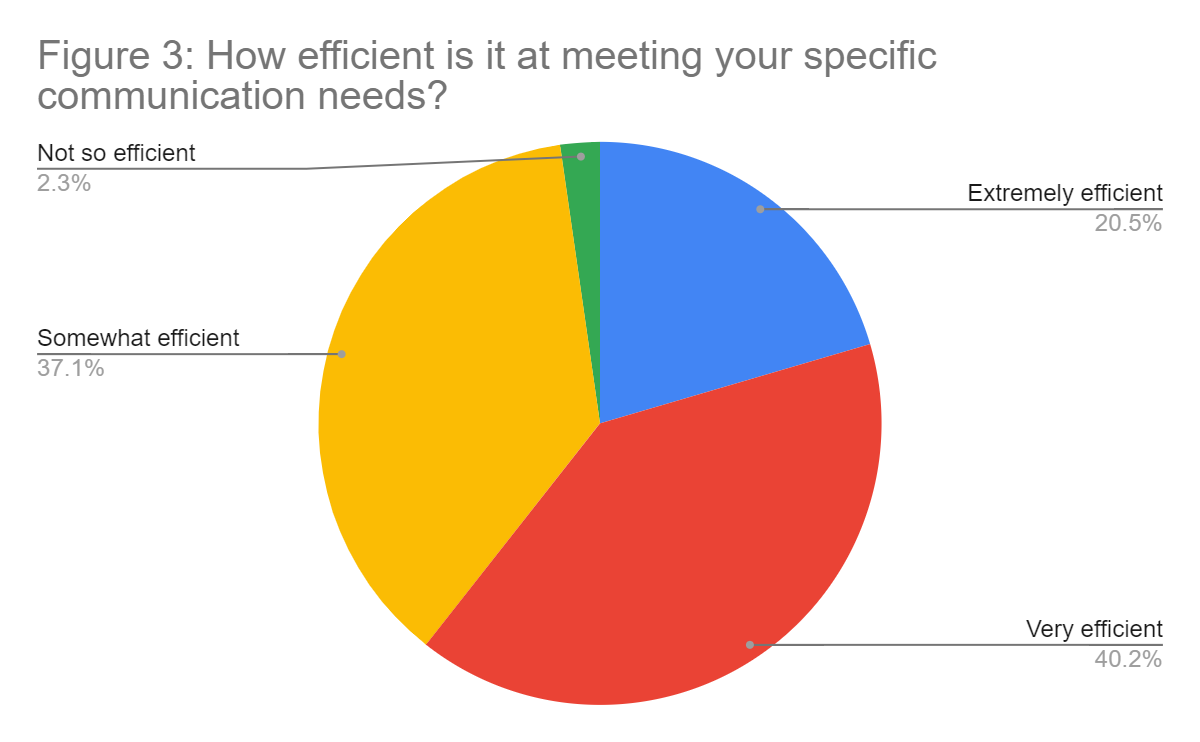 Figure 3: How efficient is it at meeting your specific
communication needs?
Not so efficient
2.3%
Extremely efficient
20.5%
Somewhat efficient
37.1%
Very efficient
40.2%